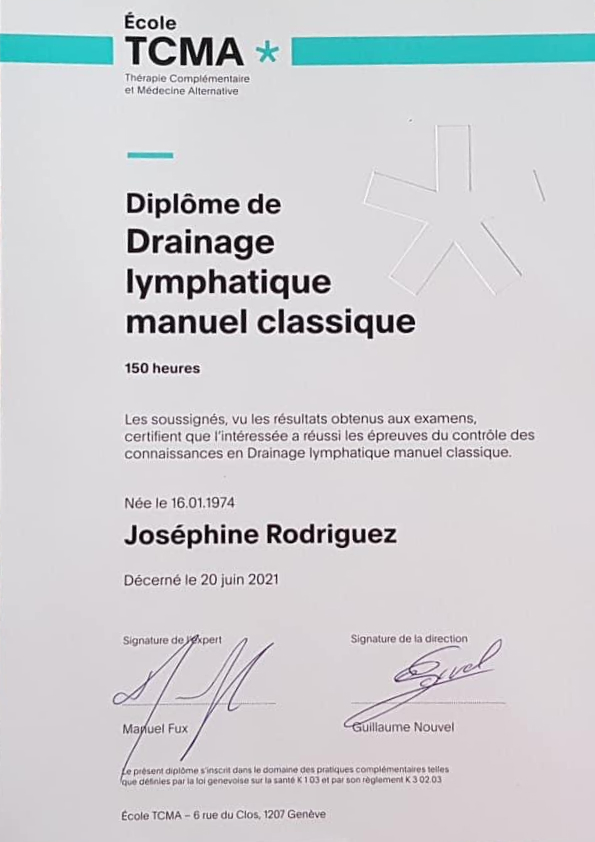 École
TCMA *
Thérapie Complémentaire
et Médecine Alternative
Diplôme de
Drainage
lymphatique
manuel classique
150 heures
Les soussignés, vu les résultats obtenus aux examens,
certifient que l'intéressée a réussi les épreuves du contrôle des
connaissances en Drainage lymphatique manuel classique.
Née le 16.01.1974
Joséphine Rodriguez
Décerné le 20 juin 2021
Signature de l'expert
Signature de la direction
Manuel Fux
Guillaume Nouvel
Le présent diplôme s'inscrit dans le domaine des pratiques complémentaires telles
que définies par la loi genevoise sur la santé K 1 03 et par son règlement K 3 02.03
École TCMA – 6 rue du Clos, 1207 Genève